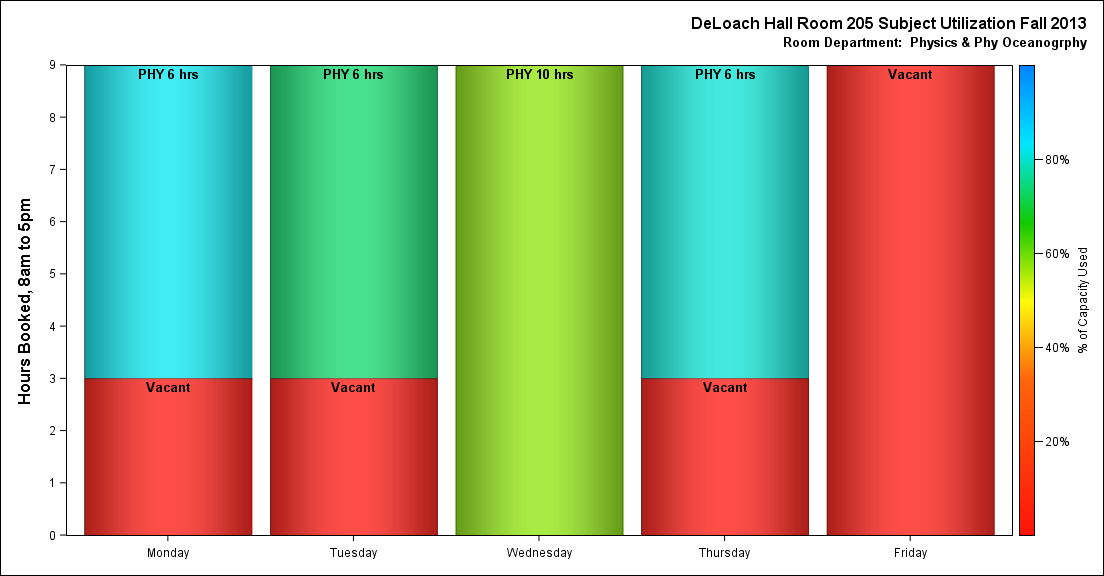 DeLoach Hall Room 205 Subject Utilization Fall 2013
Room Department: Physics & Phy Oceanogrphy
Hours Booked, 8am to 5pm
9
8
7
6
5
4
3
2
1
0
PHY 6 hrs
PHY 6 hrs
PHY 10 hrs
PHY 6 hrs
Vacant
Vacant
Vacant
Vacant
Monday
Tuesday
Wednesday
Thursday
Friday
80%
60%
40%
20%
% of Capacity Used